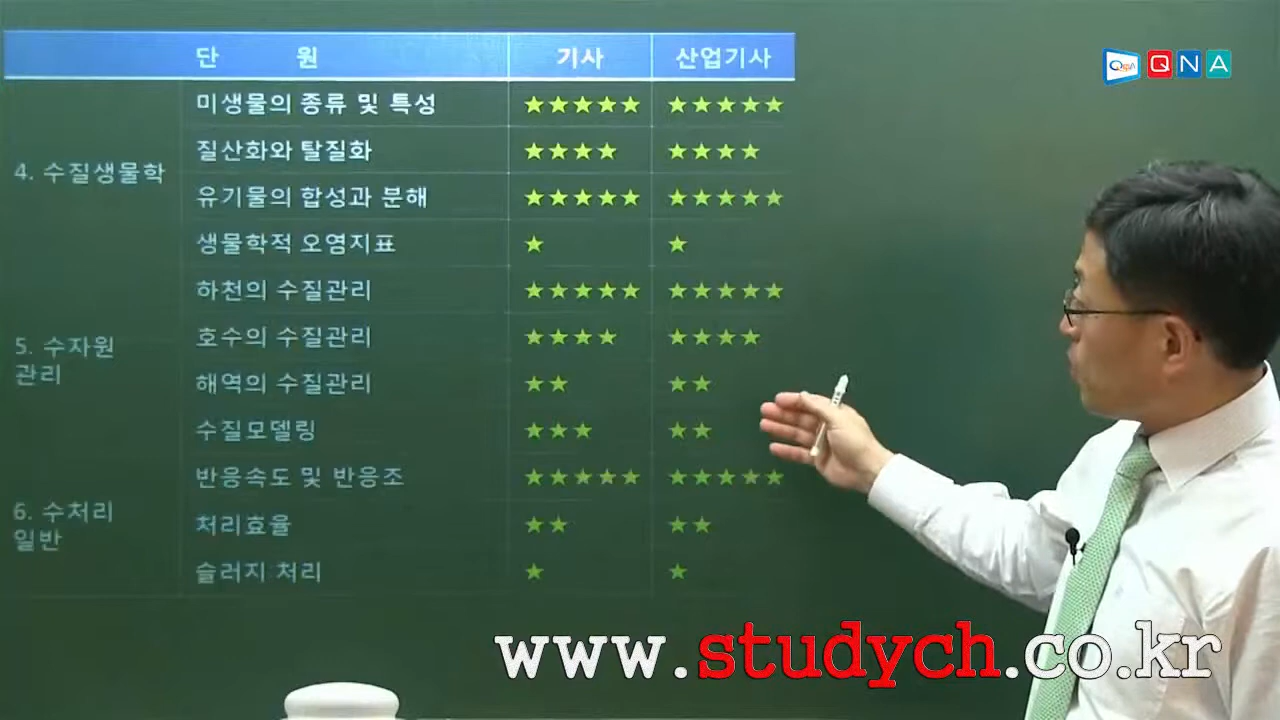 단 원 기사 산업기사
QNA
QNA
4. 수질생물학
미생물의 종류 및 특성 ★★★★★ ★★★★★
질산화와 탈질화 ★★★★ ★★★★
유기물의 합성과 분해 ★★★★★ ★★★★★
생물학적 오염지표 ★ ★
5. 수자원
관리
하천의 수질관리 ★★★★★ ★★★★★
호수의 수질관리 ★★★★ ★★★★
해역의 수질관리 ★★ ★★
수질모델링 ★★★ ★★
6. 수처리
일반
반응속도 및 반응조 ★★★★★ ★★★★★
처리효율 ★★ ★★
슬러지 처리 ★ ★
www.studych.co.kr